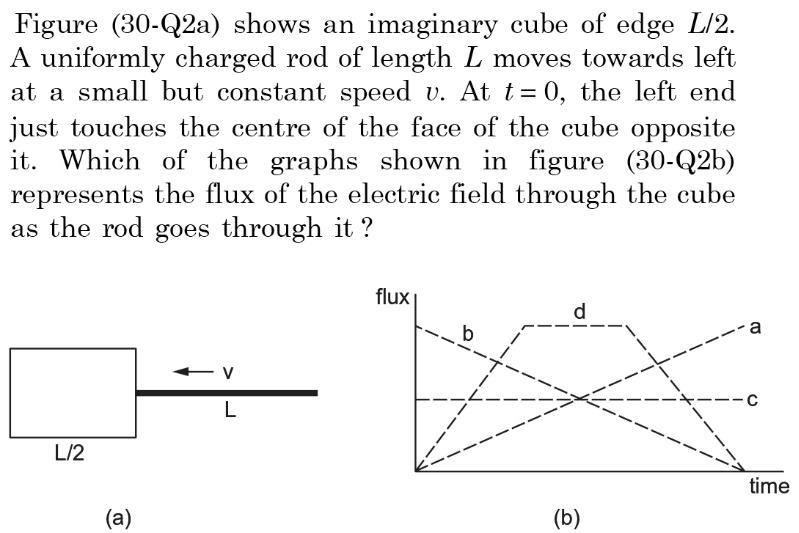 Figure (30-Q2a) shows an imaginary cube of edge L/2.
A uniformly charged rod of length L moves towards left
at a small but constant speed v. At t = 0, the left end
just touches the centre of the face of the cube opposite
it. Which of the graphs shown in figure (30-Q2b)
represents the flux of the electric field through the cube
as the rod goes through it ?
flux
d
b
a
v
c
L
L/2
time
(a)
(b)